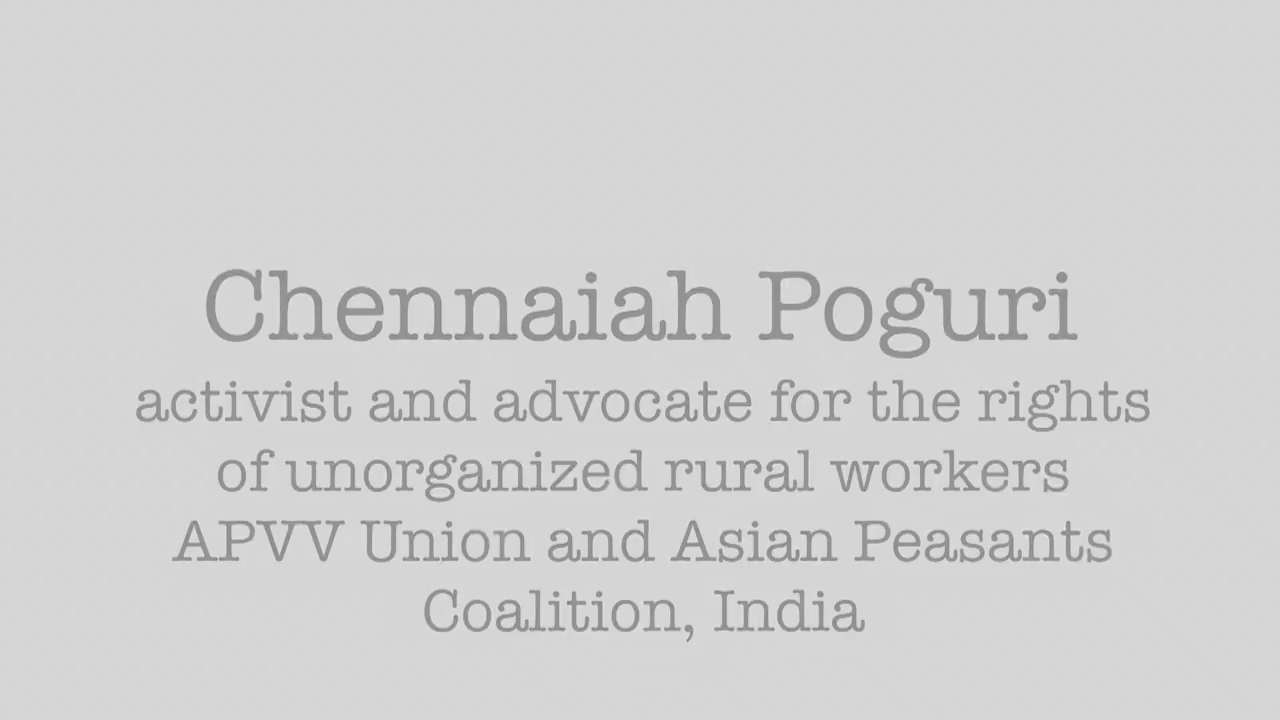 Chennaiah Poguri
activist and advocate for the rights
of unorganized rural workers
APVV Union and Asian Peasants
Coalition, India